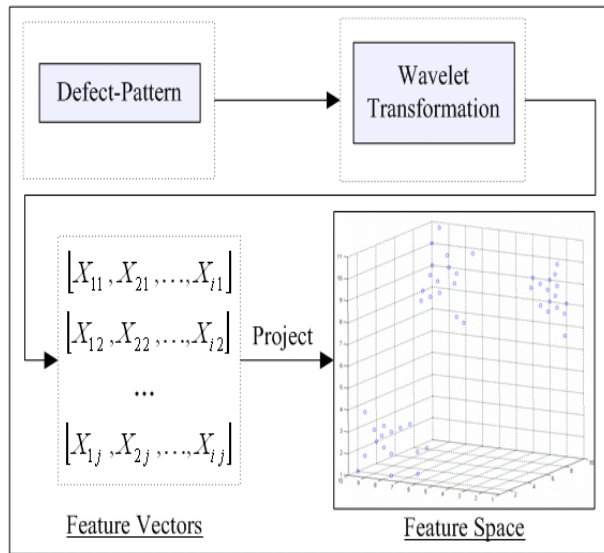 Defect-Pattern
Wavelet
Transformation
[X11 ,X21 ,...,Xi1]
[X12 ,X22 ,...,Xi2]
...
[X1j ,X2j ,...,Xij]
Project
Feature Vectors
Feature Space